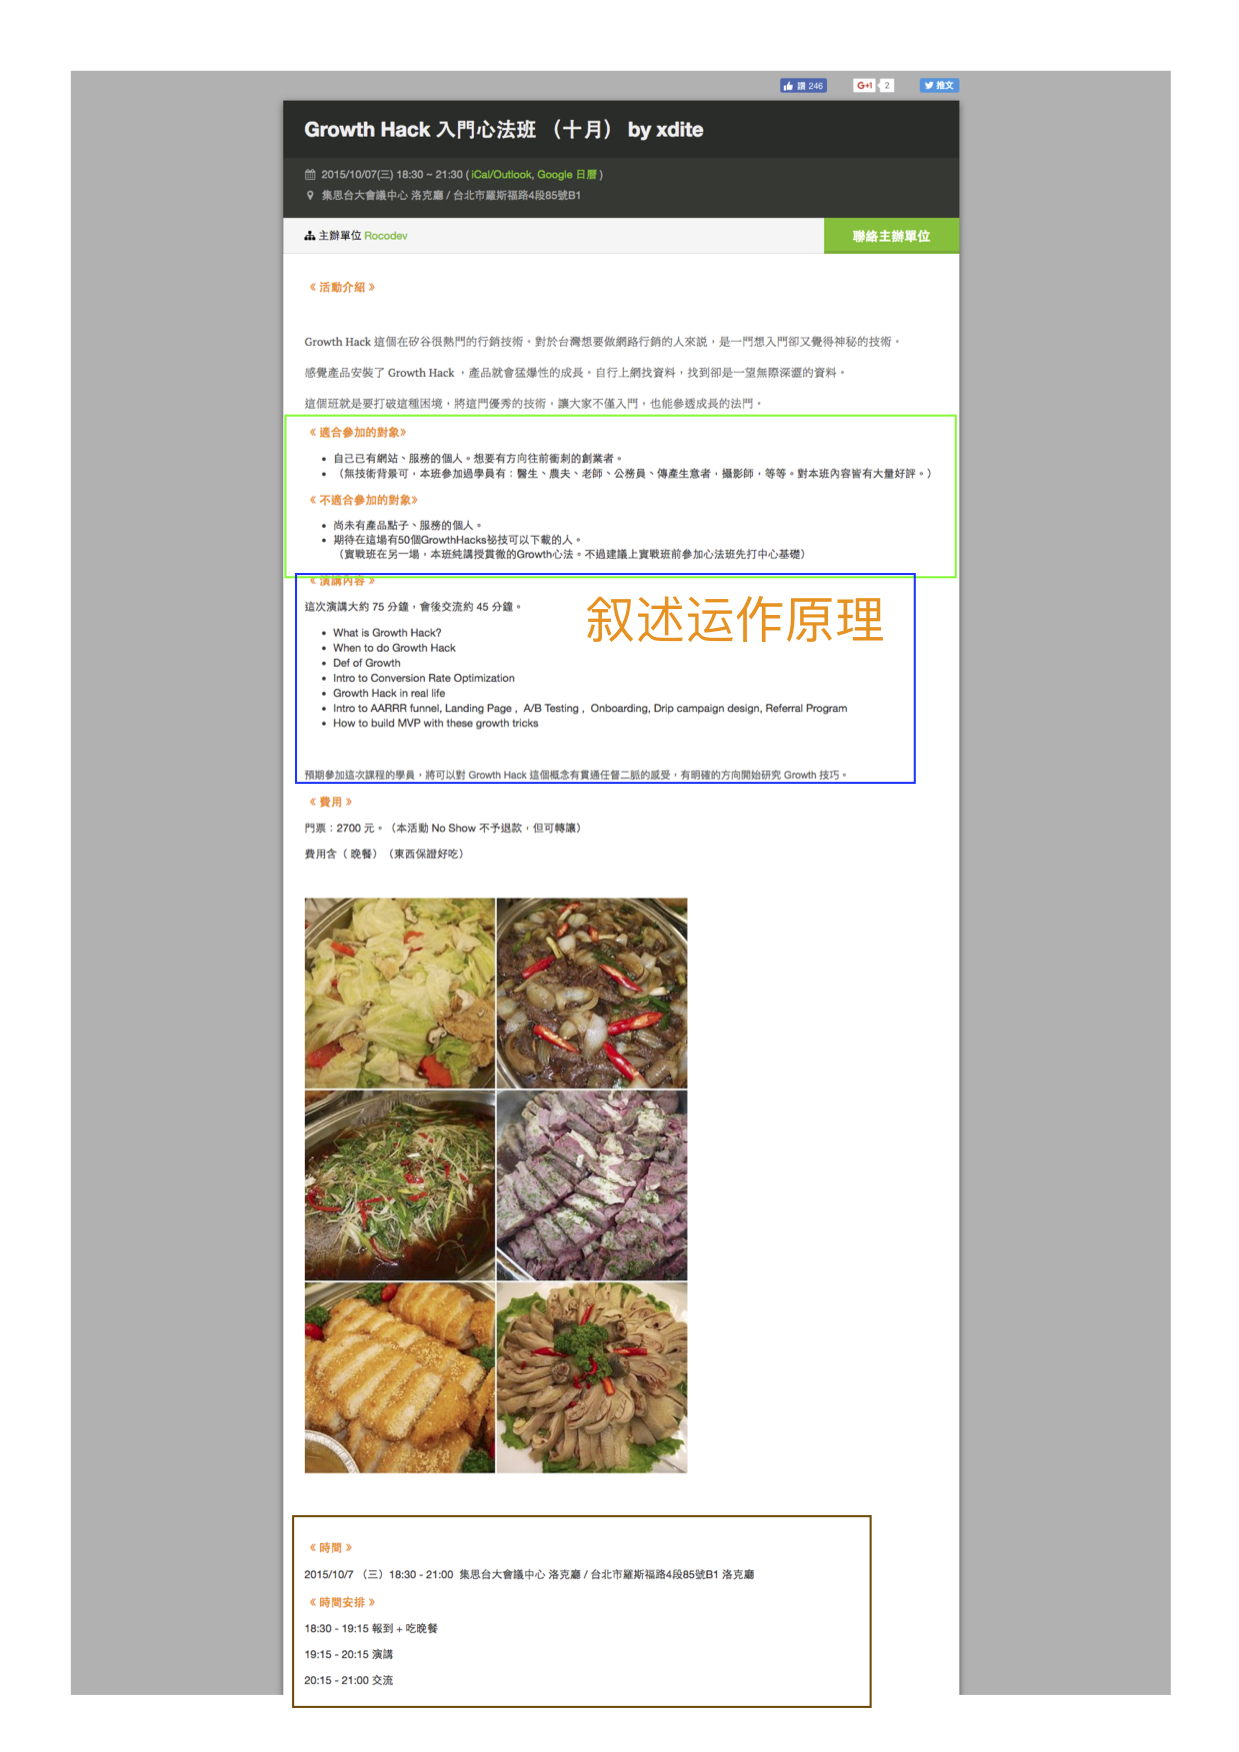 讚 246
G+1 2
推文
Growth Hack 入門心法班 （十月） by xdite
2015/10/07(三) 18:30 ~ 21:30 ( iCal/Outlook, Google 日曆 )
集思台大會議中心 洛克廳 / 台北市羅斯福路4段85號B1
主辦單位 Rocodev
聯絡主辦單位
《 活動介紹 》
Growth Hack 這個在矽谷很熱門的行銷技術。對於台灣想要做網路行銷的人來說，是一門想入門卻又覺得神秘的技術。
感覺產品安裝了 Growth Hack ，產品就會猛爆性的成長。自行上網找資料，找到卻是一望無際深澀的資料。
這個班就是要打破這種困境，將這門優秀的技術，讓大家不僅入門，也能參透成長的法門。
《 適合參加的對象》
• 自己已有網站、服務的個人。想要有方向往前衝刺的創業者。
• （無技術背景可，本班參加過學員有：醫生、農夫、老師、公務員、傳產生意者，攝影師，等等。對本班內容皆有大量好評。）
《 不適合參加的對象》
• 尚未有產品點子、服務的個人。
• 期待在這場有50個GrowthHacks祕技可以下載的人。
（實戰班在另一場，本班純講授貫徹的Growth心法。不過建議上實戰班前參加心法班先打中心基礎）
《 演講內容 》
這次演講大約 75 分鐘，會後交流約 45 分鐘。
叙述运作原理
• What is Growth Hack?
• When to do Growth Hack
• Def of Growth
• Intro to Conversion Rate Optimization
• Growth Hack in real life
• Intro to AARRR funnel, Landing Page , A/B Testing , Onboarding, Drip campaign design, Referral Program
• How to build MVP with these growth tricks
預期參加這次課程的學員，將可以對 Growth Hack 這個概念有貫通任督二脈的感受，有明確的方向開始研究 Growth 技巧。
《 費用 》
門票：2700 元。（本活動 No Show 不予退款，但可轉讓）
費用含（ 晚餐）（東西保證好吃）
《 時間 》
2015/10/7 （三）18:30 - 21:00 集思台大會議中心 洛克廳 / 台北市羅斯福路4段85號B1 洛克廳
《 時間安排 》
18:30 - 19:15 報到 + 吃晚餐
19:15 - 20:15 演講
20:15 - 21:00 交流